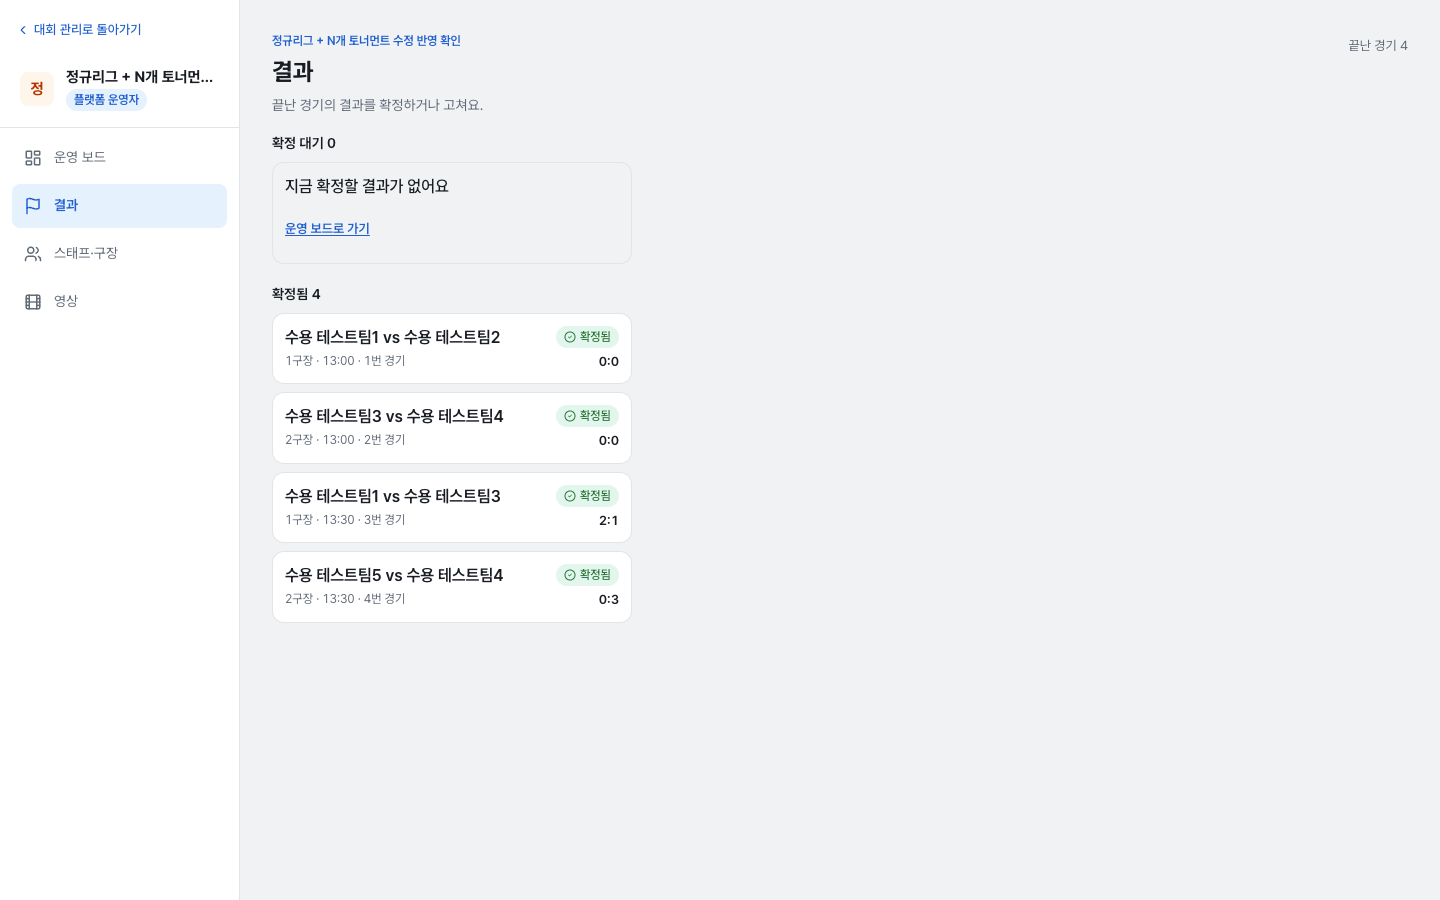 대회 관리로 돌아가기
정
정규리그 + N개 토너먼...
플랫폼 운영자
운영 보드
결과
스태프·구장
영상
정규리그 + N개 토너먼트 수정 반영 확인
결과
끝난 경기의 결과를 확정하거나 고쳐요.
끝난 경기 4
확정 대기 0
지금 확정할 결과가 없어요
운영 보드로 가기
확정됨 4
수용 테스트팀1 vs 수용 테스트팀2
확정됨
1구장 · 13:00 · 1번 경기
0:0
수용 테스트팀3 vs 수용 테스트팀4
확정됨
2구장 · 13:00 · 2번 경기
0:0
수용 테스트팀1 vs 수용 테스트팀3
확정됨
1구장 · 13:30 · 3번 경기
2:1
수용 테스트팀5 vs 수용 테스트팀4
확정됨
2구장 · 13:30 · 4번 경기
0:3